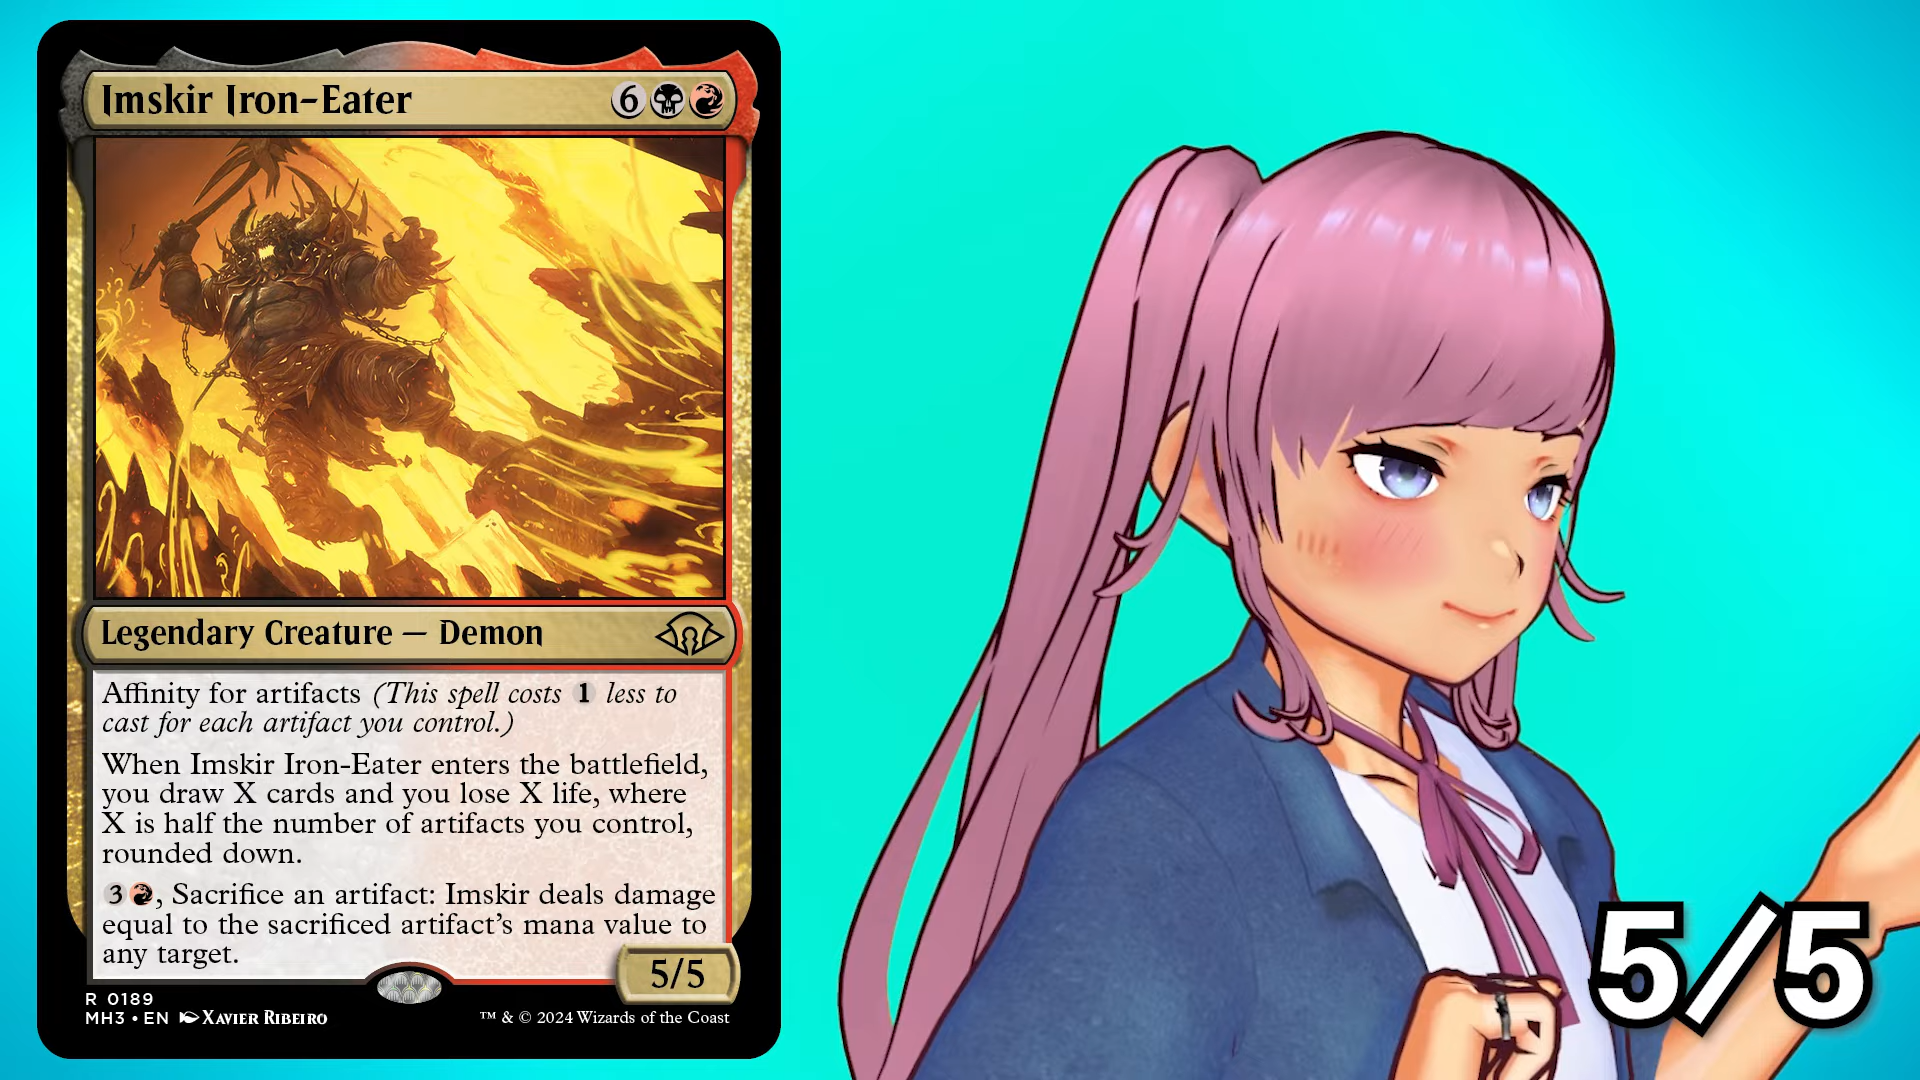 Imskir Iron-Eater 6
Legendary Creature — Demon
Affinity for artifacts (This spell costs 1 less to
cast for each artifact you control.)
When Imskir Iron-Eater enters the battlefield,
you draw X cards and you lose X life, where
X is half the number of artifacts you control,
rounded down.
3, Sacrifice an artifact: Imskir deals damage
equal to the sacrificed artifact's mana value to
any target.
5/5
R 0189
MH3 • EN Xavier Ribeiro
™ & © 2024 Wizards of the Coast
5/5